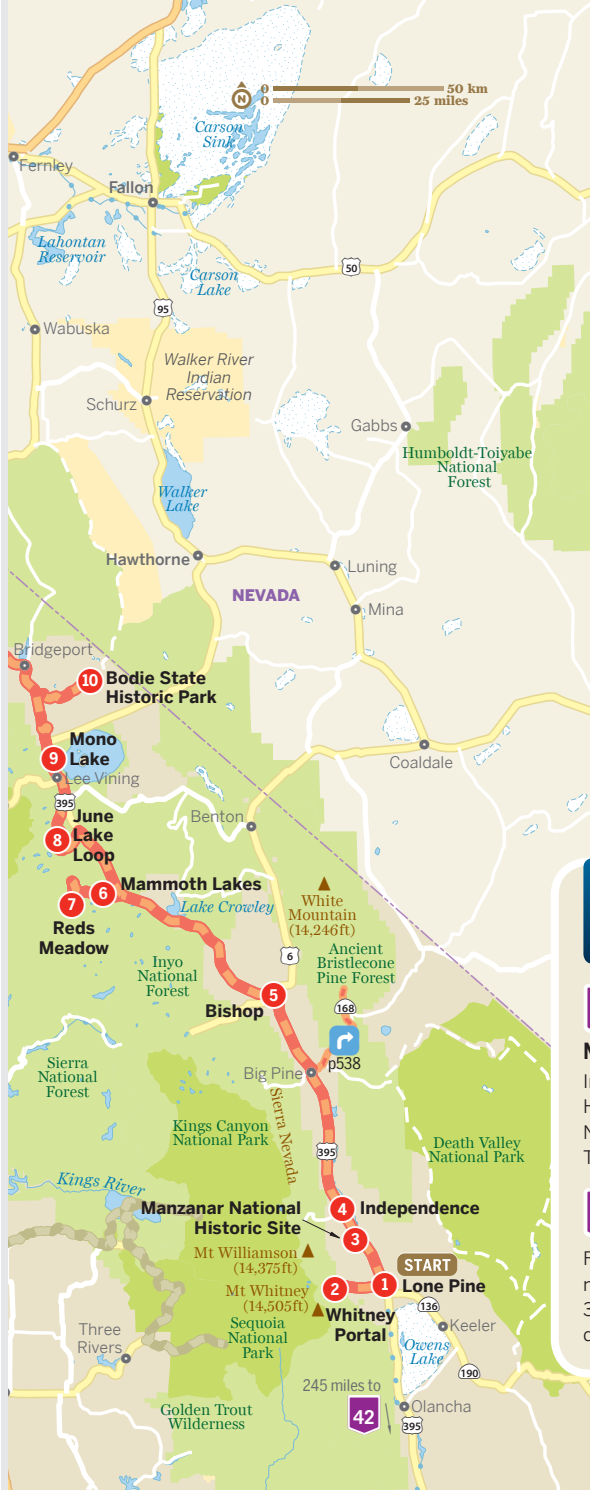 0 50 km
N
0 25 miles
Carson
Sink
Fernley
Fallon
Lahontan
Reservoir
Carson
Lake
50
95
Wabuska
Walker River
Indian
Reservation
Schurz
Gabbs
Humboldt-Toiyabe
National
Forest
Walker
Lake
Hawthorne
Luning
NEVADA
Mina
Bridgeport
10 Bodie State
Historic Park
9 Mono
Lake
Lee Vining
Coaldale
395
June
8 Lake
Loop
Benton
6 Mammoth Lakes
7
Reds
Meadow
Lake Crowley
White
Mountain
(14,246ft)
Ancient
Bristlecone
Pine Forest
6
Inyo
National
Forest
5
Bishop
168
p538
Sierra
National
Forest
Big Pine
Sierra Nevada
Kings Canyon
National Park
395
Death Valley
National Park
Kings River
4 Independence
Manzanar National
Historic Site
3
Mt Williamson
(14,375ft)
START
1 Lone Pine
2
Whitney
Portal
Mt Whitney
(14,505ft)
136
Keeler
Sequoia
National
Park
Three
Rivers
Owens
Lake
190
245 miles to
42
Olancha
395
Golden Trout
Wilderness